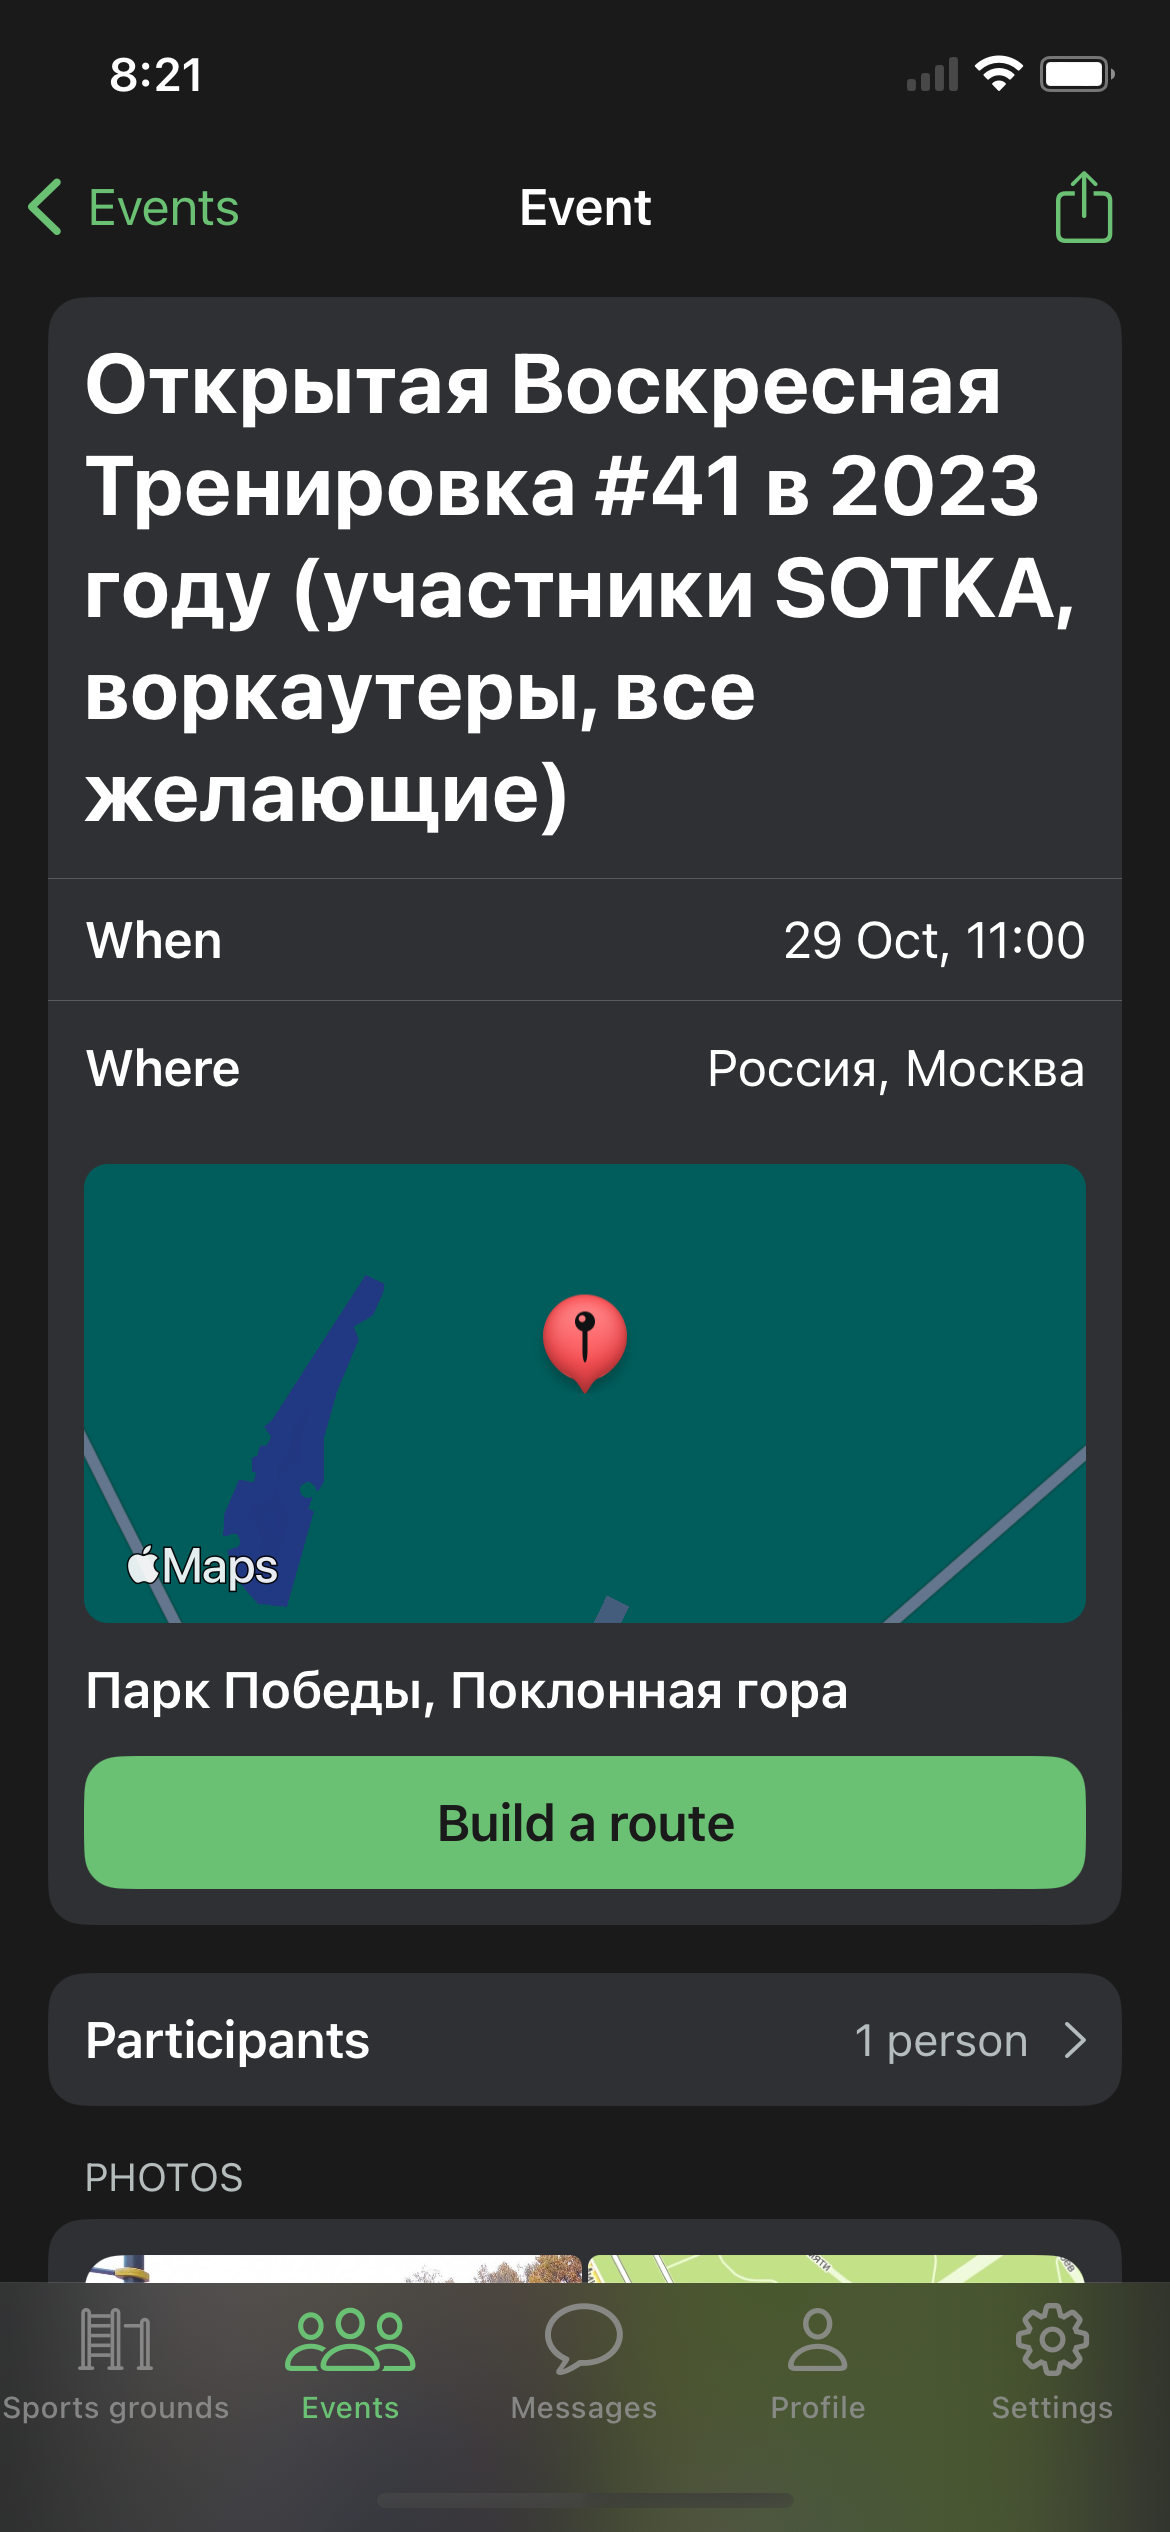 8:21
Events
Event
Открытая Воскресная
Тренировка #41 в 2023
году (участники SOTKA,
воркаутеры, все
желающие)
When
29 Oct, 11:00
Where
Россия, Москва
Maps
Парк Победы, Поклонная гора
Build a route
Participants
1 person
PHOTOS
Sports grounds
Events
Messages
Profile
Settings